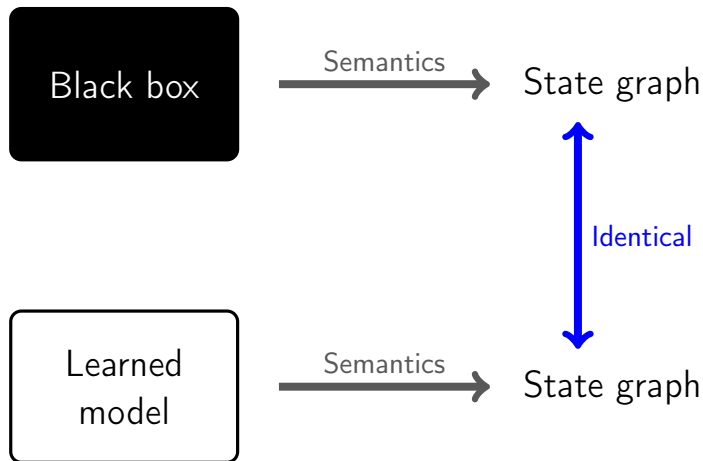 Black box
Semantics
State graph
Identical
Learned
model
Semantics
State graph